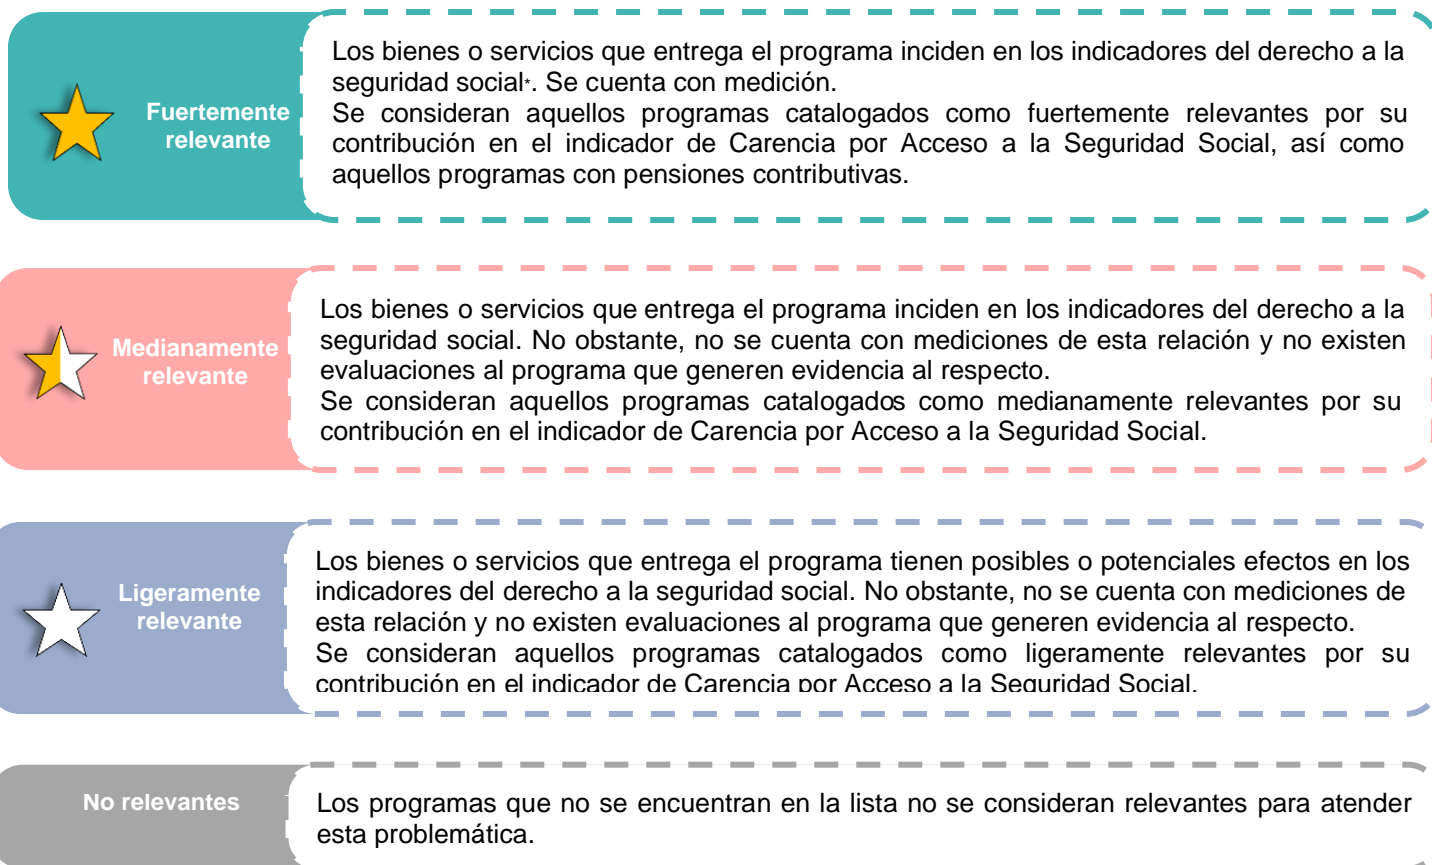 Fuertemente
relevante
Los bienes o servicios que entrega el programa inciden en los indicadores del derecho a la
seguridad social*. Se cuenta con medición.
Se consideran aquellos programas catalogados como fuertemente relevantes por su
contribución en el indicador de Carencia por Acceso a la Seguridad Social, así como
aquellos programas con pensiones contributivas.
Medianamente
relevante
Los bienes o servicios que entrega el programa inciden en los indicadores del derecho a la
seguridad social. No obstante, no se cuenta con mediciones de esta relación y no existen
evaluaciones al programa que generen evidencia al respecto.
Se consideran aquellos programas catalogados como medianamente relevantes por su
contribución en el indicador de Carencia por Acceso a la Seguridad Social.
Ligeramente
relevante
Los bienes o servicios que entrega el programa tienen posibles o potenciales efectos en los
indicadores del derecho a la seguridad social. No obstante, no se cuenta con mediciones de
esta relación y no existen evaluaciones al programa que generen evidencia al respecto.
Se consideran aquellos programas catalogados como ligeramente relevantes por su
contribución en el indicador de Carencia por Acceso a la Seguridad Social.
No relevantes
Los programas que no se encuentran en la lista no se consideran relevantes para atender
esta problemática.